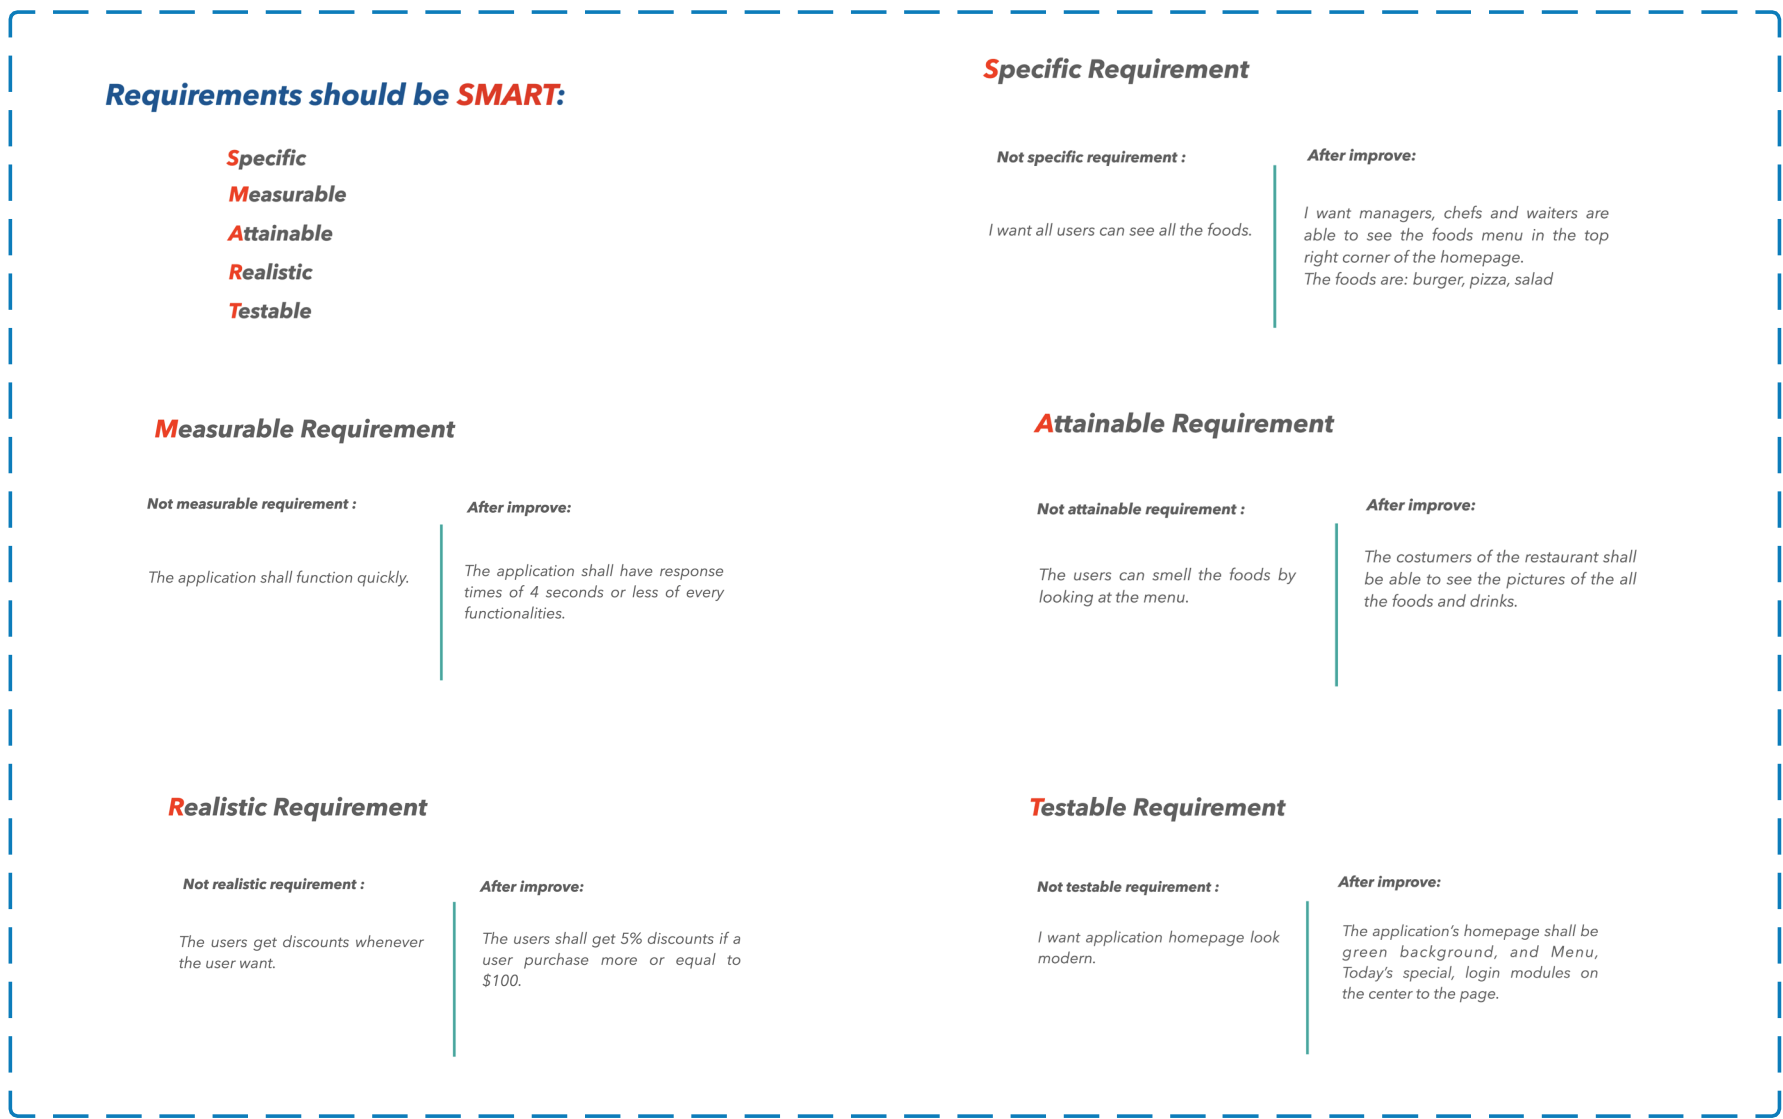 Requirements should be SMART:
Specific
Measurable
Attainable
Realistic
Testable
Specific Requirement
Not specific requirement :
I want all users can see all the foods.
After improve:
I want managers, chefs and waiters are
able to see the foods menu in the top
right corner of the homepage.
The foods are: burger, pizza, salad
Measurable Requirement
Not measurable requirement :
The application shall function quickly.
After improve:
The application shall have response
times of 4 seconds or less of every
functionalities.
Attainable Requirement
Not attainable requirement :
The users can smell the foods by
looking at the menu.
After improve:
The costumers of the restaurant shall
be able to see the pictures of the all
the foods and drinks.
Realistic Requirement
Not realistic requirement :
The users get discounts whenever
the user want.
After improve:
The users shall get 5% discounts if a
user purchase more or equal to
$100.
Testable Requirement
Not testable requirement :
I want application homepage look
modern.
After improve:
The application’s homepage shall be
green background, and Menu,
Today’s special, login modules on
the center to the page.